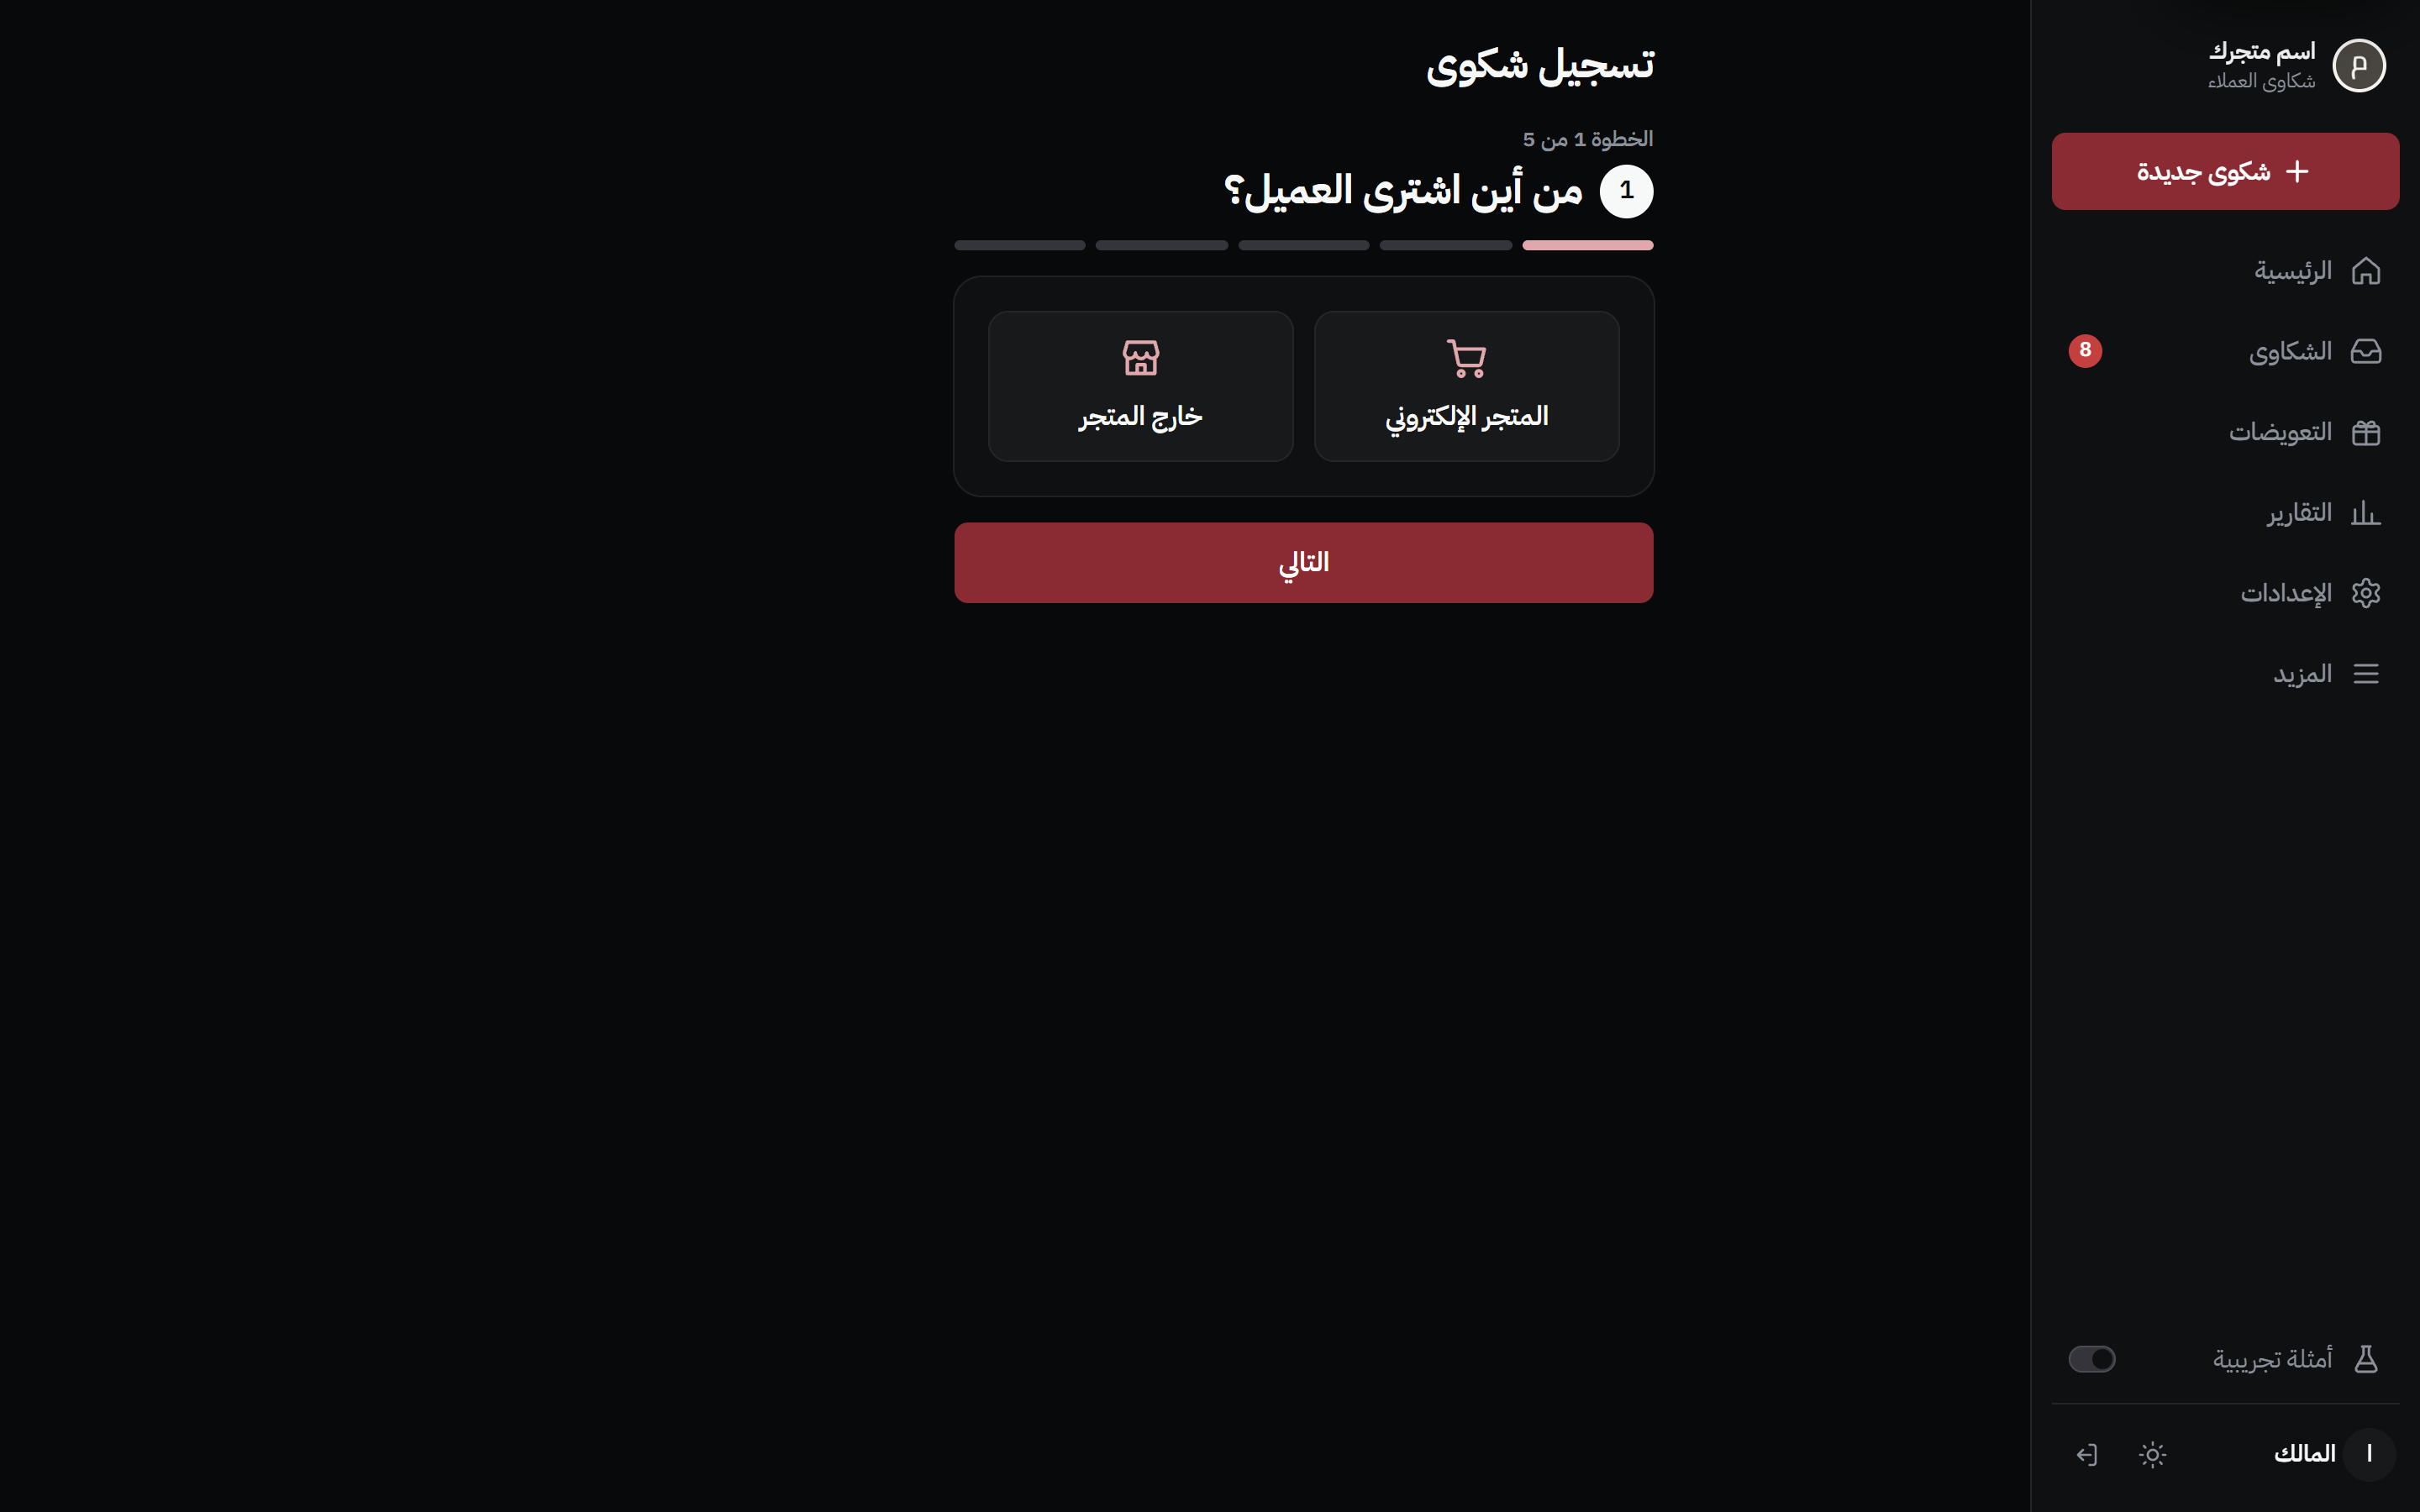 اسم متجرك
شكاوى العملاء
م
شكوى جديدة
الرئيسية
الشكاوى
8
التعويضات
التقارير
الإعدادات
المزيد
أمثلة تجريبية
ا
المالك
تسجيل شكوى
الخطوة 1 من 5
1
من أين اشترى العميل؟
المتجر الإلكتروني
خارج المتجر
التالي